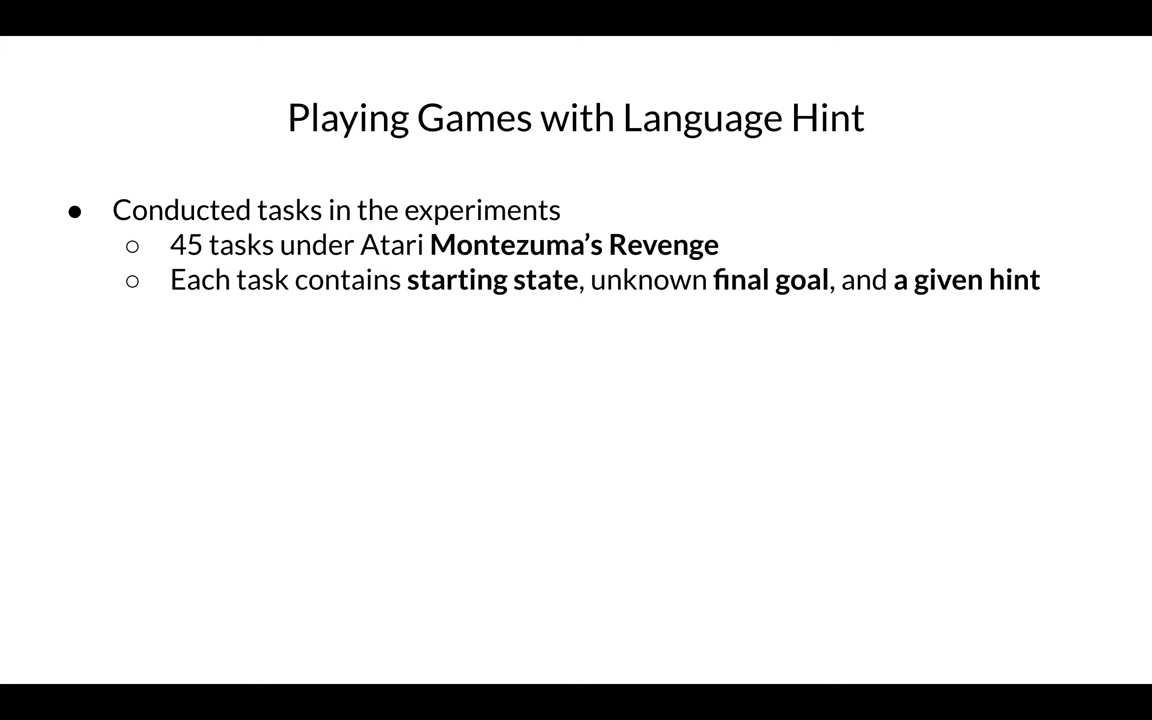 Playing Games with Language Hint
● Conducted tasks in the experiments
○ 45 tasks under Atari Montezuma’s Revenge
○ Each task contains starting state, unknown final goal, and a given hint